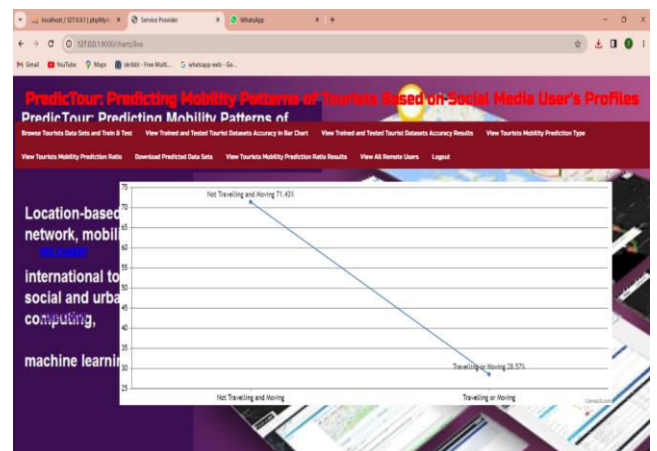 localhost / 127.0.0.1 | phpMyA
Service Provider
WhatsApp
127.0.0.1:8000/charts/line
Gmail
YouTube
Maps
skribbl - Free Multi...
whatsapp web - Go...
PredicTour: Predicting Mobility Patterns of Tourists Based on Social Media User's Profiles
PredicTour: Predicting Mobility Patterns of
Browse Tourists Data Sets and Train & Test
View Trained and Tested Tourist Datasets Accuracy in Bar Chart
View Trained and Tested Tourist Datasets Accuracy Results
View Tourists Mobility Prediction Type
View Tourists Mobility Prediction Ratio
Download Predicted Data Sets
View Tourists Mobility Prediction Ratio Results
View All Remote Users
Logout
Location-based
network, mobil
international to
social and urba
computing,
machine learnin
75
70
65
60
55
50
45
40
35
30
25
Not Travelling and Moving 71.43%
Travelling or Moving 28.57%
Not Travelling and Moving
Travelling or Moving
CanvasJS.com